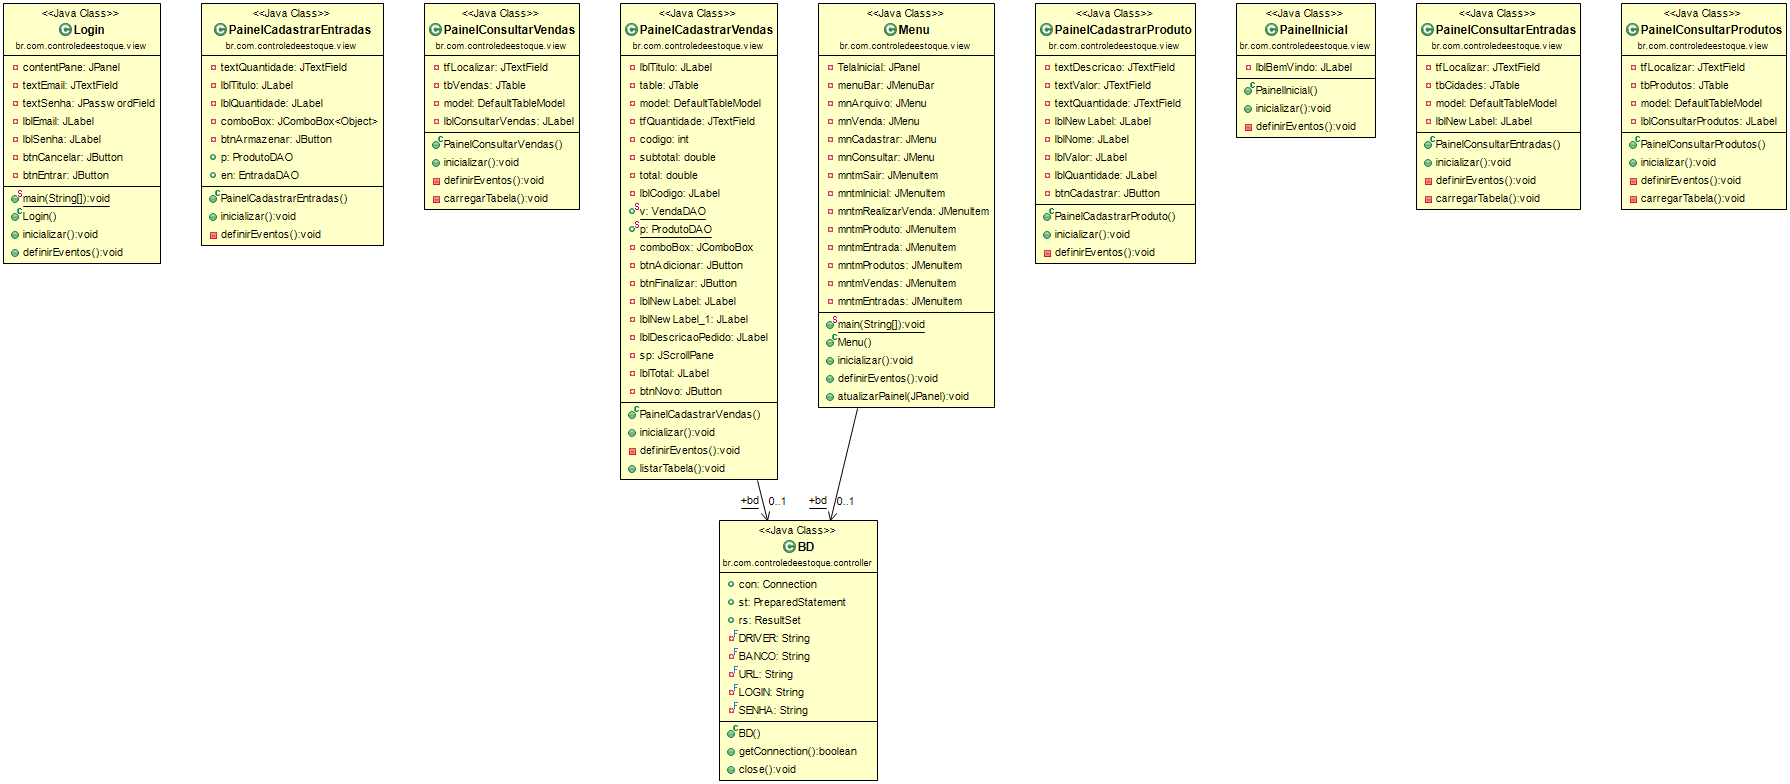 <<Java Class>>
Login
br.com.controledeestoque.view
contentPane: JPanel
textEmail: JTextField
textSenha: JPasswordField
lblEmail: JLabel
lblSenha: JLabel
btnCancelar: JButton
btnEntrar: JButton
main(String[]):void
Login()
inicializar():void
definirEventos():void
<<Java Class>>
PainelCadastrarEntradas
br.com.controledeestoque.view
textQuantidade: JTextField
lblTitulo: JLabel
lblQuantidade: JLabel
comboBox: JComboBox<Object>
btnArmazenar: JButton
p: ProdutoDAO
en: EntradaDAO
PainelCadastrarEntradas()
inicializar():void
definirEventos():void
<<Java Class>>
PainelConsultarVendas
br.com.controledeestoque.view
tfLocalizar: JTextField
tbVendas: JTable
model: DefaultTableModel
lblConsultarVendas: JLabel
PainelConsultarVendas()
inicializar():void
definirEventos():void
carregarTabela():void
<<Java Class>>
PainelCadastrarVendas
br.com.controledeestoque.view
lblTitulo: JLabel
table: JTable
model: DefaultTableModel
tfQuantidade: JTextField
codigo: int
subtotal: double
total: double
lblCodigo: JLabel
v: VendaDAO
p: ProdutoDAO
comboBox: JComboBox
btnAdicionar: JButton
btnFinalizar: JButton
lblNewLabel: JLabel
lblNewLabel_1: JLabel
lblDescricaoPedido: JLabel
sp: JScrollPane
lblTotal: JLabel
btnNovo: JButton
PainelCadastrarVendas()
inicializar():void
definirEventos():void
listarTabela():void
<<Java Class>>
Menu
br.com.controledeestoque.view
TelaInicial: JPanel
menuBar: JMenuBar
mnArquivo: JMenu
mnVenda: JMenu
mnCadastrar: JMenu
mnConsultar: JMenu
mntmSair: JMenuItem
mntmInicial: JMenuItem
mntmRealizarVenda: JMenuItem
mntmProduto: JMenuItem
mntmEntrada: JMenuItem
mntmProdutos: JMenuItem
mntmVendas: JMenuItem
mntmEntradas: JMenuItem
main(String[]):void
Menu()
inicializar():void
definirEventos():void
atualizarPainel(JPanel):void
<<Java Class>>
PainelCadastrarProduto
br.com.controledeestoque.view
textDescricao: JTextField
textValor: JTextField
textQuantidade: JTextField
lblNewLabel: JLabel
lblNome: JLabel
lblValor: JLabel
lblQuantidade: JLabel
btnCadastrar: JButton
PainelCadastrarProduto()
inicializar():void
definirEventos():void
<<Java Class>>
PainelInicial
br.com.controledeestoque.view
lblBemVindo: JLabel
PainelInicial()
inicializar():void
definirEventos():void
<<Java Class>>
PainelConsultarEntradas
br.com.controledeestoque.view
tfLocalizar: JTextField
tbCidades: JTable
model: DefaultTableModel
lblNewLabel: JLabel
PainelConsultarEntradas()
inicializar():void
definirEventos():void
carregarTabela():void
<<Java Class>>
PainelConsultarProdutos
br.com.controledeestoque.view
tfLocalizar: JTextField
tbProdutos: JTable
model: DefaultTableModel
lblConsultarProdutos: JLabel
PainelConsultarProdutos()
inicializar():void
definirEventos():void
carregarTabela():void
+bd 0..1
+bd 0..1
<<Java Class>>
BD
br.com.controledeestoque.controller
con: Connection
st: PreparedStatement
rs: ResultSet
DRIVER: String
BANCO: String
URL: String
LOGIN: String
SENHA: String
BD()
getConnection():boolean
close():void